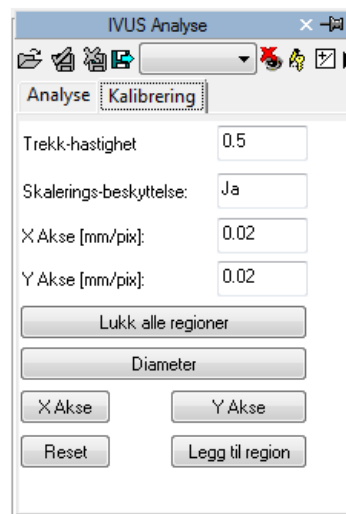 IVUS Analyse
Analyse Kalibrering
Trekk-hastighet 0.5
Skalerings-beskyttelse: Ja
X Akse [mm/pix]: 0.02
Y Akse [mm/pix]: 0.02
Lukk alle regioner
Diameter
X Akse Y Akse
Reset Legg til region